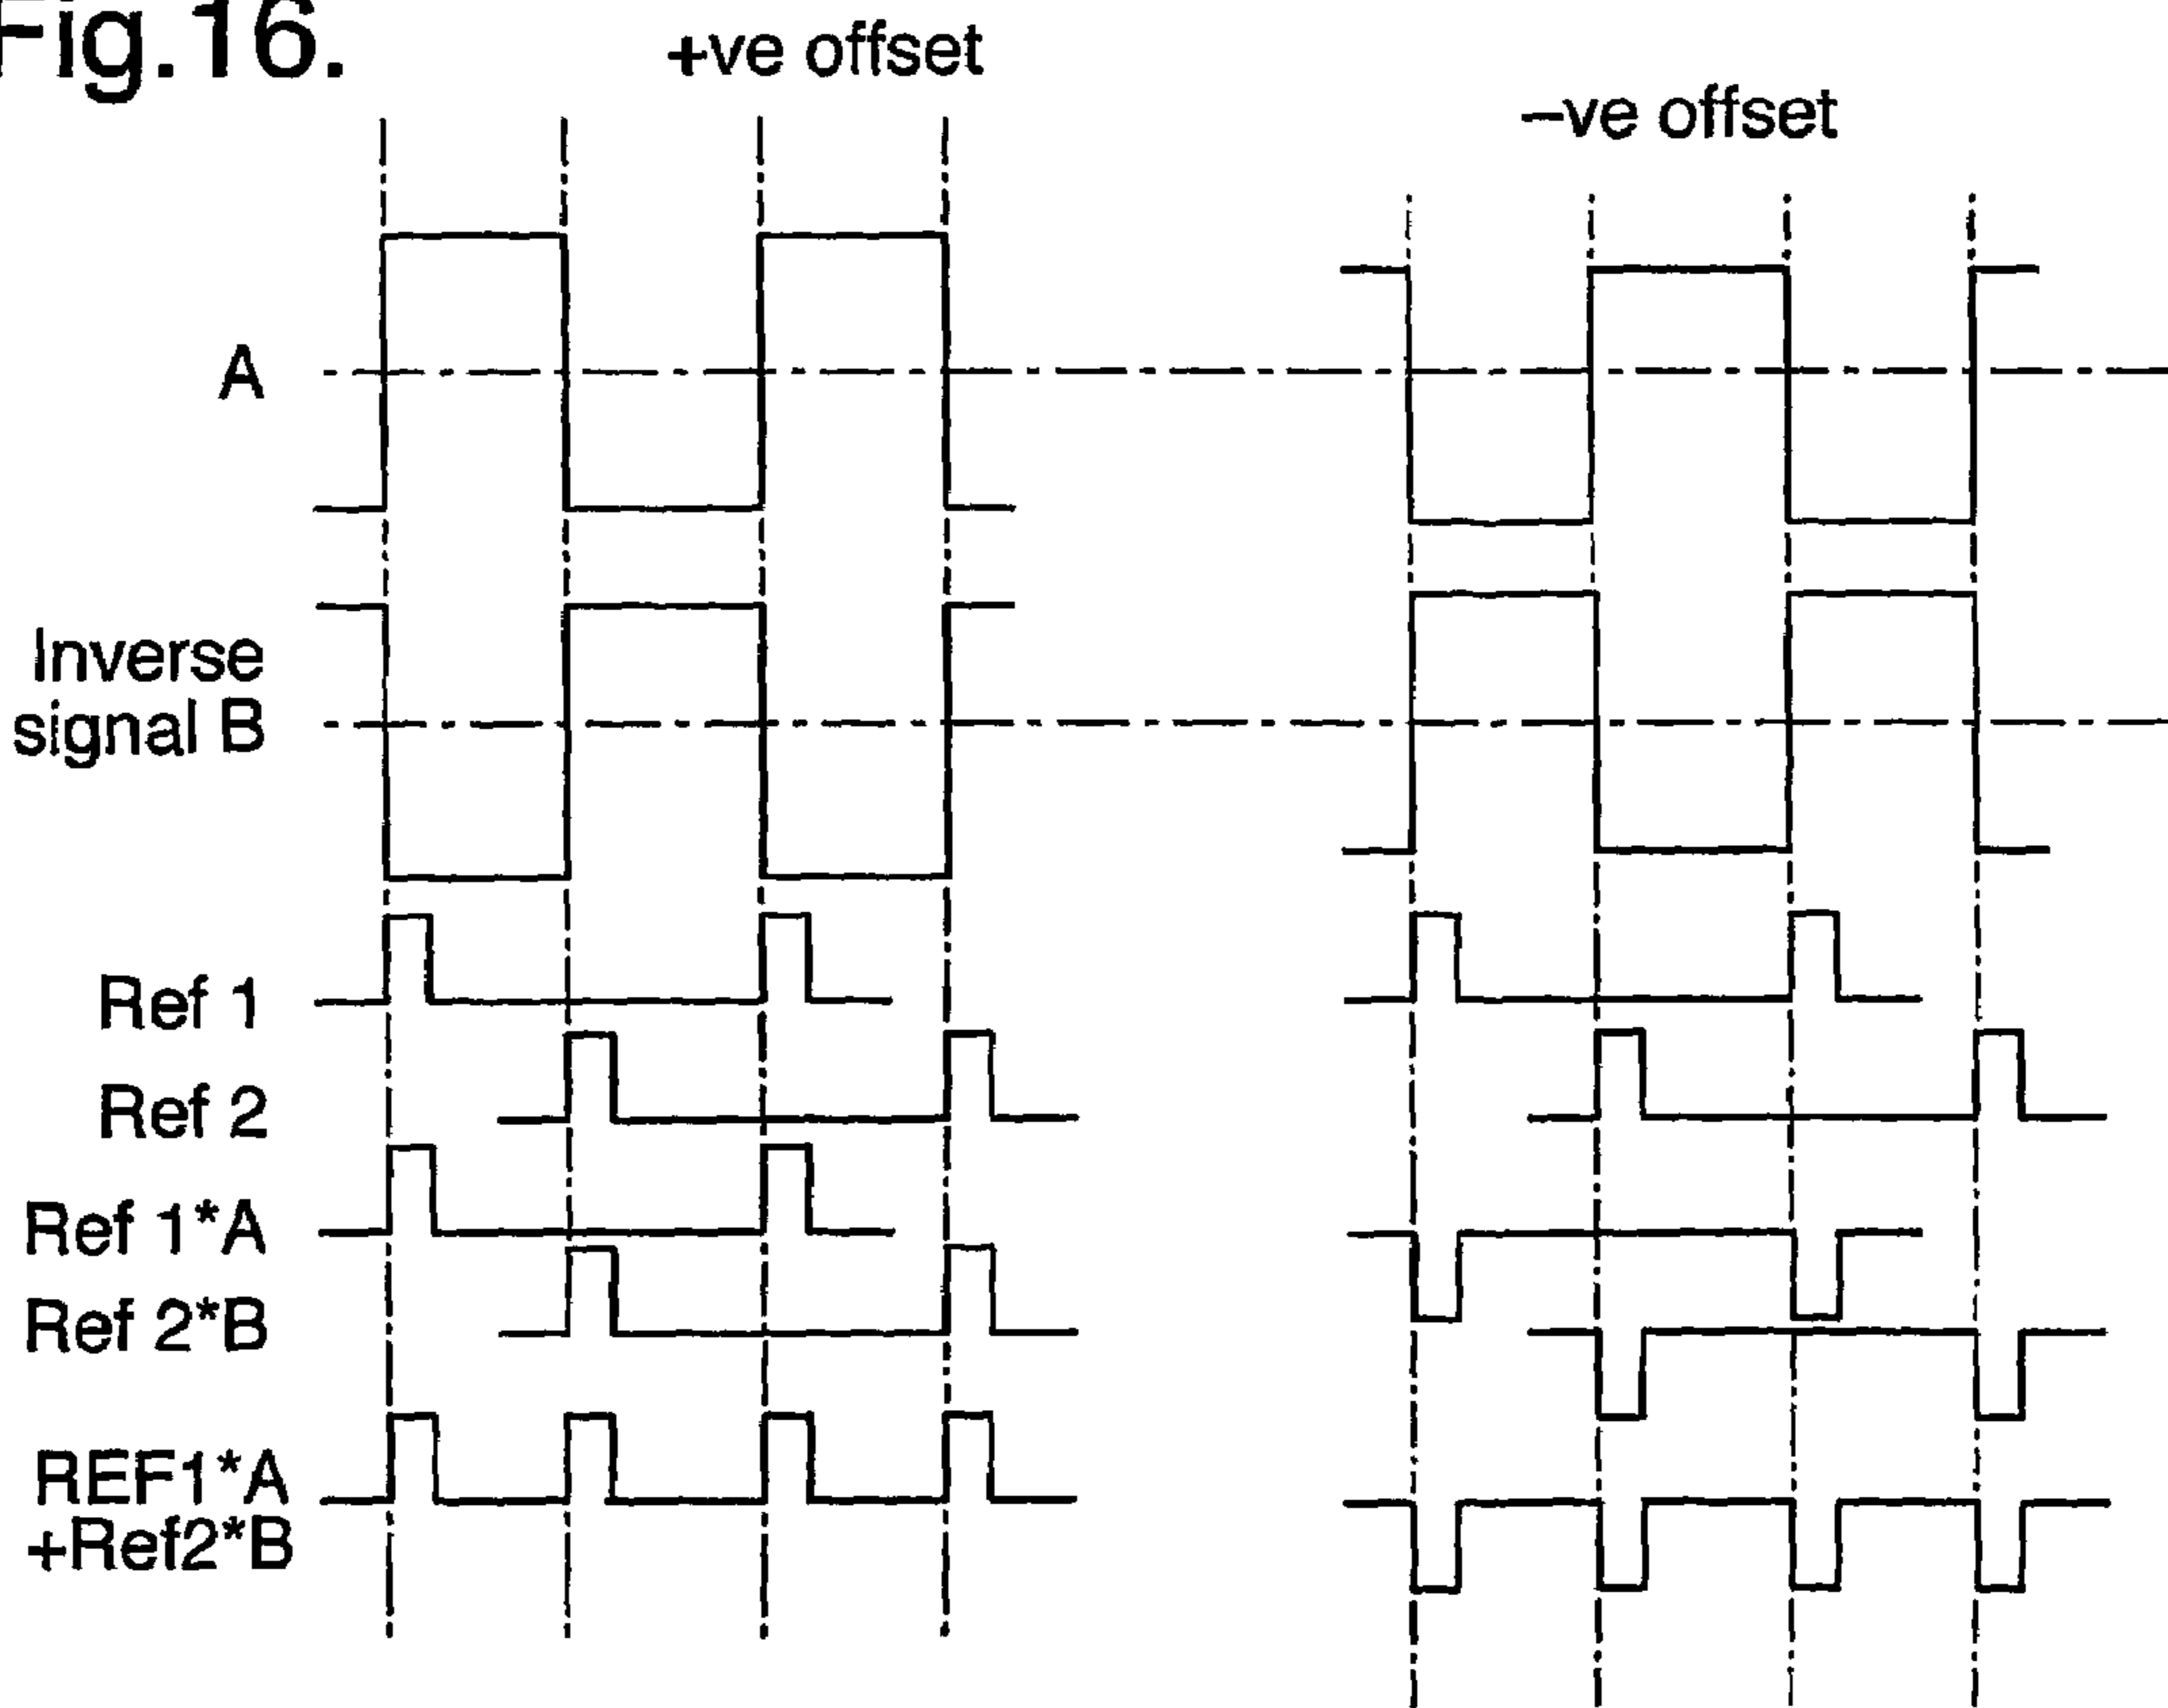 Fig.16.
+ve offset
–ve offset
A
Inverse
signal B
Ref 1
Ref 2
Ref 1*A
Ref 2*B
REF1*A
+Ref2*B